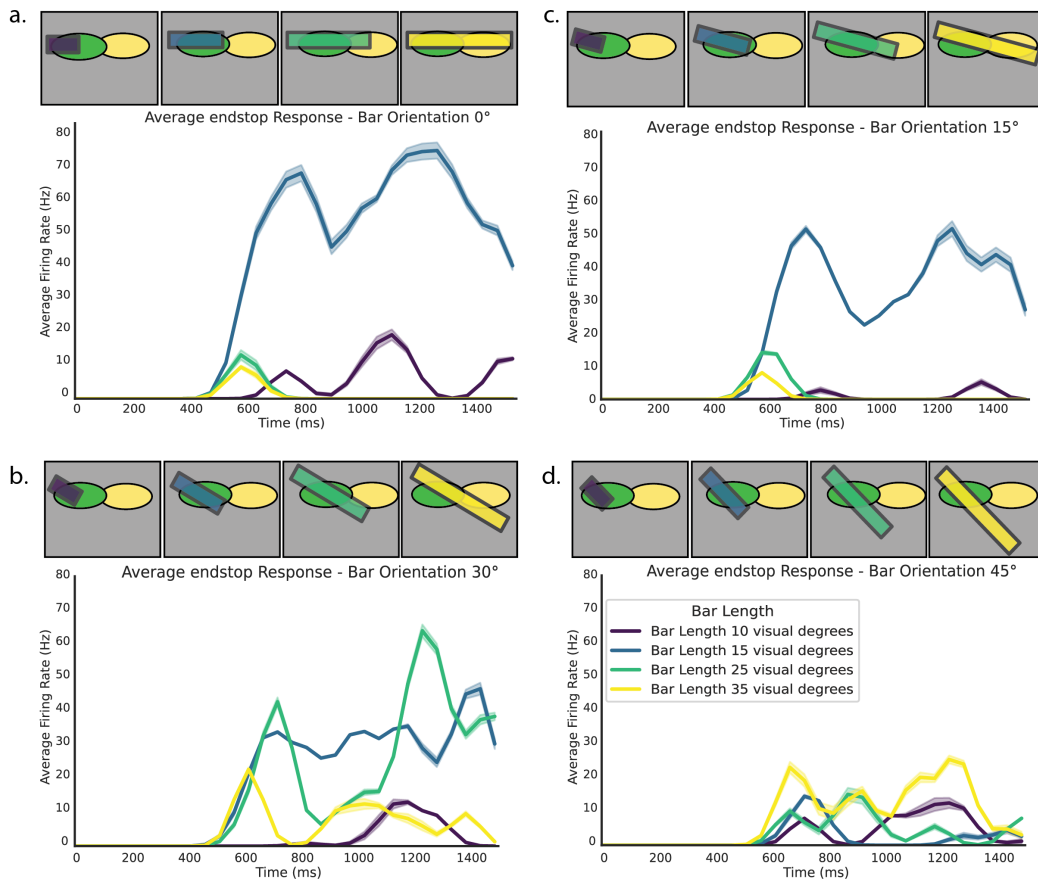 a.
Average endstop Response - Bar Orientation 0°
Average Firing Rate (Hz)
80
70
60
50
40
30
20
10
0
0 200 400 600 800 1000 1200 1400
Time (ms)
c.
Average endstop Response - Bar Orientation 15°
Average Firing Rate (Hz)
80
70
60
50
40
30
20
10
0
0 200 400 600 800 1000 1200 1400
Time (ms)
b.
Average endstop Response - Bar Orientation 30°
Average Firing Rate (Hz)
80
70
60
50
40
30
20
10
0
0 200 400 600 800 1000 1200 1400
Time (ms)
d.
Average endstop Response - Bar Orientation 45°
Bar Length
Bar Length 10 visual degrees
Bar Length 15 visual degrees
Bar Length 25 visual degrees
Bar Length 35 visual degrees
Average Firing Rate (Hz)
80
70
60
50
40
30
20
10
0
0 200 400 600 800 1000 1200 1400
Time (ms)